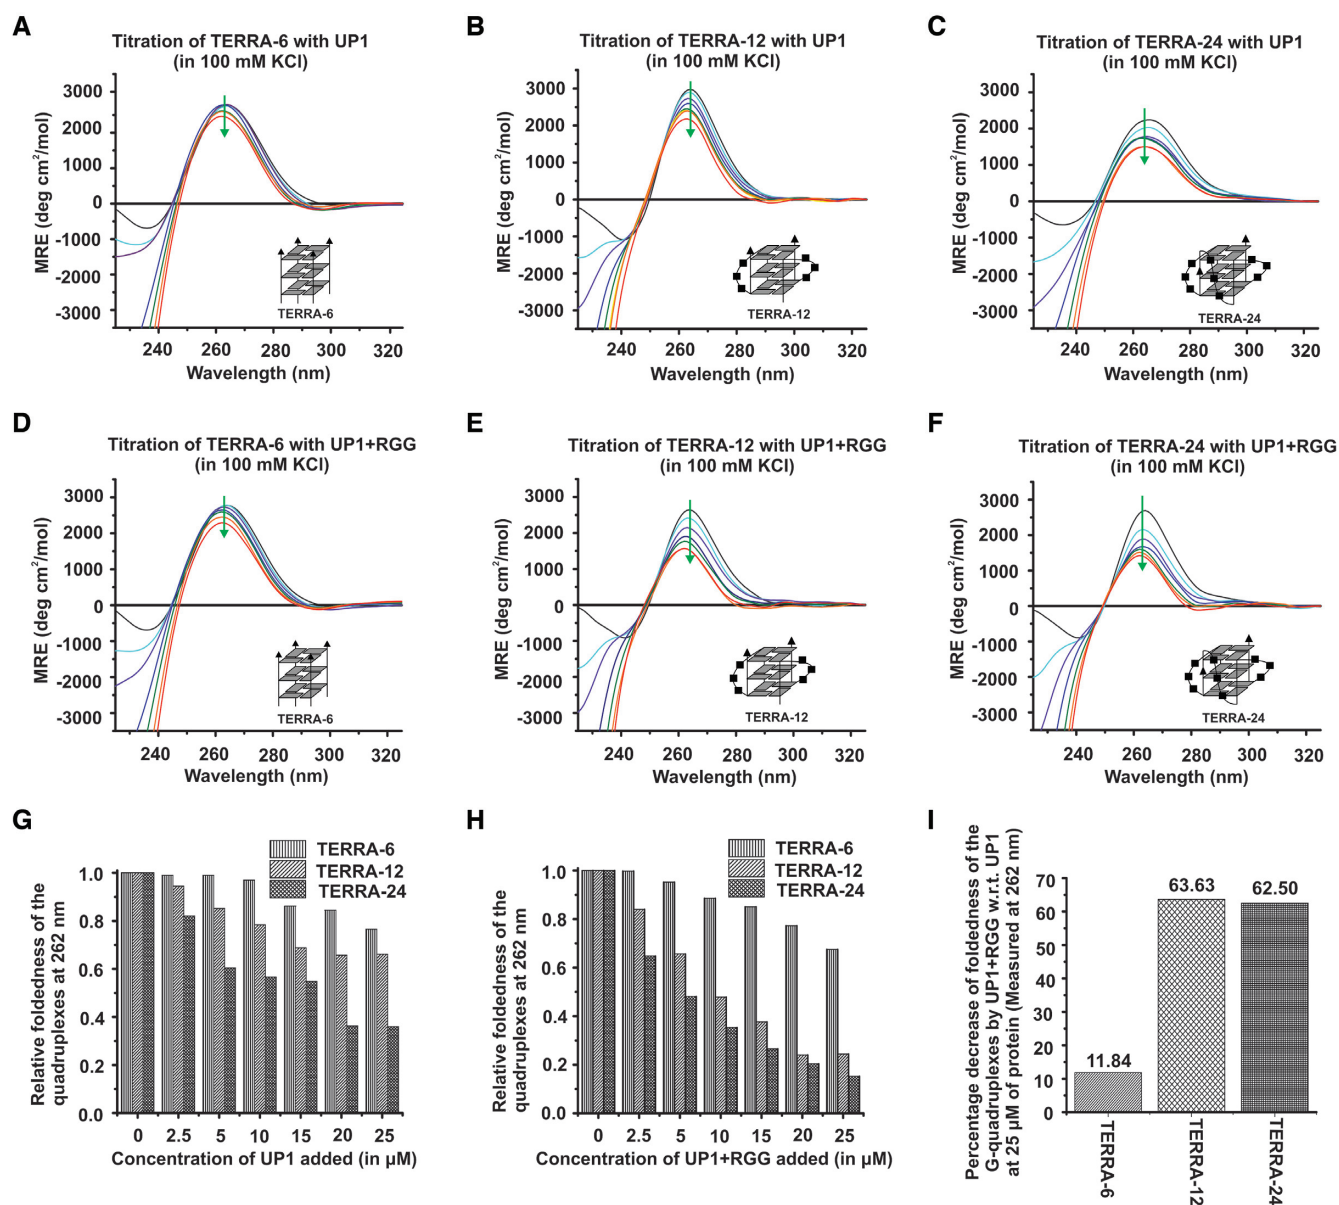 A
Titration of TERRA-6 with UP1
(in 100 mM KCl)
MRE (deg cm²/mol)
3000
2000
1000
0
-1000
-2000
-3000
TERRA-6
240 260 280 300 320
Wavelength (nm)
B
Titration of TERRA-12 with UP1
(in 100 mM KCl)
MRE (deg cm²/mol)
3000
2000
1000
0
-1000
-2000
-3000
TERRA-12
240 260 280 300 320
Wavelength (nm)
C
Titration of TERRA-24 with UP1
(in 100 mM KCl)
MRE (deg cm²/mol)
3000
2000
1000
0
-1000
-2000
-3000
TERRA-24
240 260 280 300 320
Wavelength (nm)
D
Titration of TERRA-6 with UP1+RGG
(in 100 mM KCl)
MRE (deg cm²/mol)
3000
2000
1000
0
-1000
-2000
-3000
TERRA-6
240 260 280 300 320
Wavelength (nm)
E
Titration of TERRA-12 with UP1+RGG
(in 100 mM KCl)
MRE (deg cm²/mol)
3000
2000
1000
0
-1000
-2000
-3000
TERRA-12
240 260 280 300 320
Wavelength (nm)
F
Titration of TERRA-24 with UP1+RGG
(in 100 mM KCl)
MRE (deg cm²/mol)
3000
2000
1000
0
-1000
-2000
-3000
TERRA-24
240 260 280 300 320
Wavelength (nm)
G
Relative foldedness of the
quadruplexes at 262 nm
TERRA-6
TERRA-12
TERRA-24
1.0
0.8
0.6
0.4
0.2
0.0
0 2.5 5 10 15 20 25
Concentration of UP1 added (in µM)
H
Relative foldedness of the
quadruplexes at 262 nm
TERRA-6
TERRA-12
TERRA-24
1.0
0.8
0.6
0.4
0.2
0.0
0 2.5 5 10 15 20 25
Concentration of UP1+RGG added (in µM)
I
Percentage decrease of foldedness of the
G-quadruplexes by UP1+RGG w.r.t. UP1
at 25 µM of protein (Measured at 262 nm)
70
60
50
40
30
20
10
0
11.84
63.63
62.50
TERRA-6
TERRA-12
TERRA-24